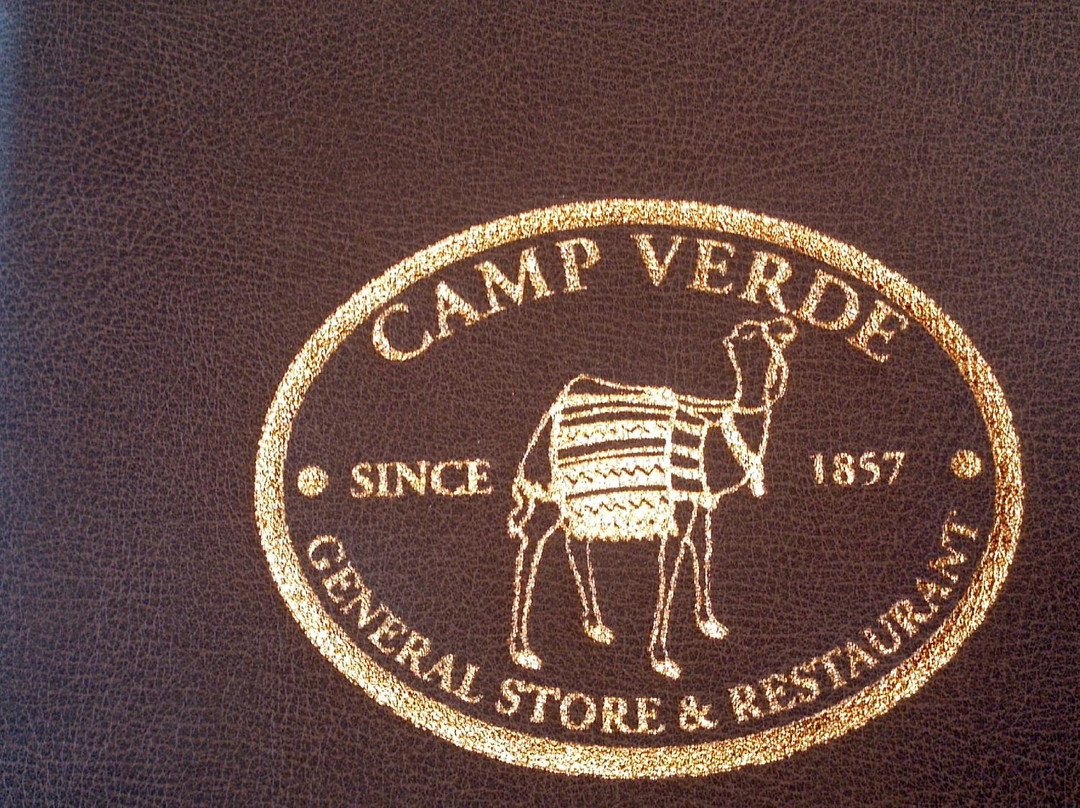 CAMP VERDE
SINCE 1857
GENERAL STORE & RESTAURANT